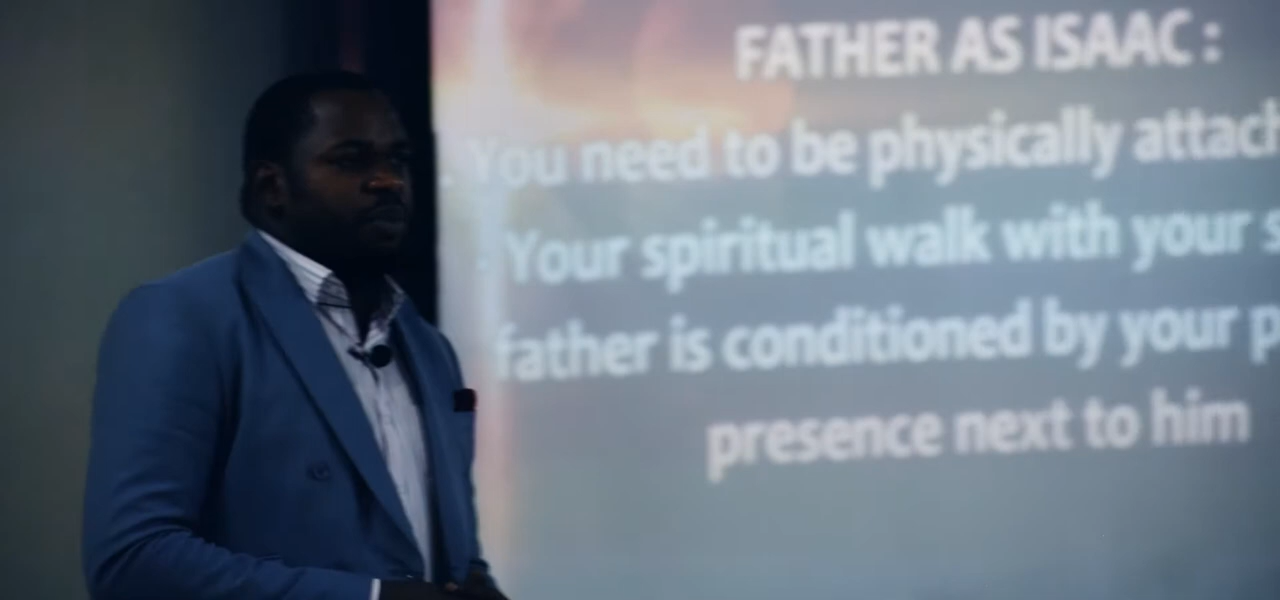 FATHER AS ISAAC :
. You need to be physically attach
. Your spiritual walk with your s
father is conditioned by your p
presence next to him